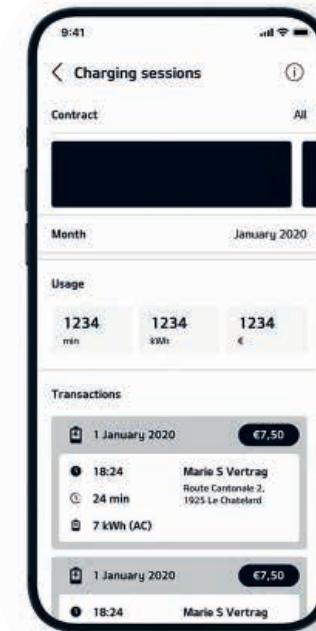 9:41
Charging sessions
Contract All
Month January 2020
Usage
1234 1234 1234
min kWh €
Transactions
1 January 2020 €7,50
18:24 Marie S Vertrag
Route Cantonale 2,
24 min 1925 Le Chatelard
7 kWh (AC)
1 January 2020 €7,50
18:24 Marie S Vertrag